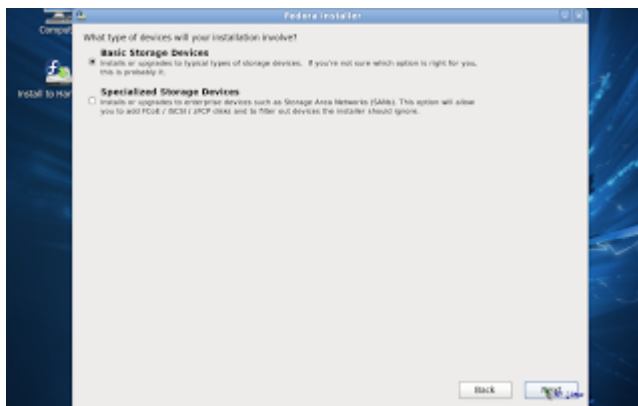 Fedora Installer
Comput
What type of devices will your installation involve?
Basic Storage Devices
Installs or upgrades to typical types of storage devices. If you're not sure which option is right for you,
this is probably it.
Install to Har
Specialized Storage Devices
Installs or upgrades to enterprise devices such as Storage Area Networks (SANs). This option will allow
you to add FCoE / iSCSI / zFCP disks and to filter out devices the installer should ignore.
Back
Next